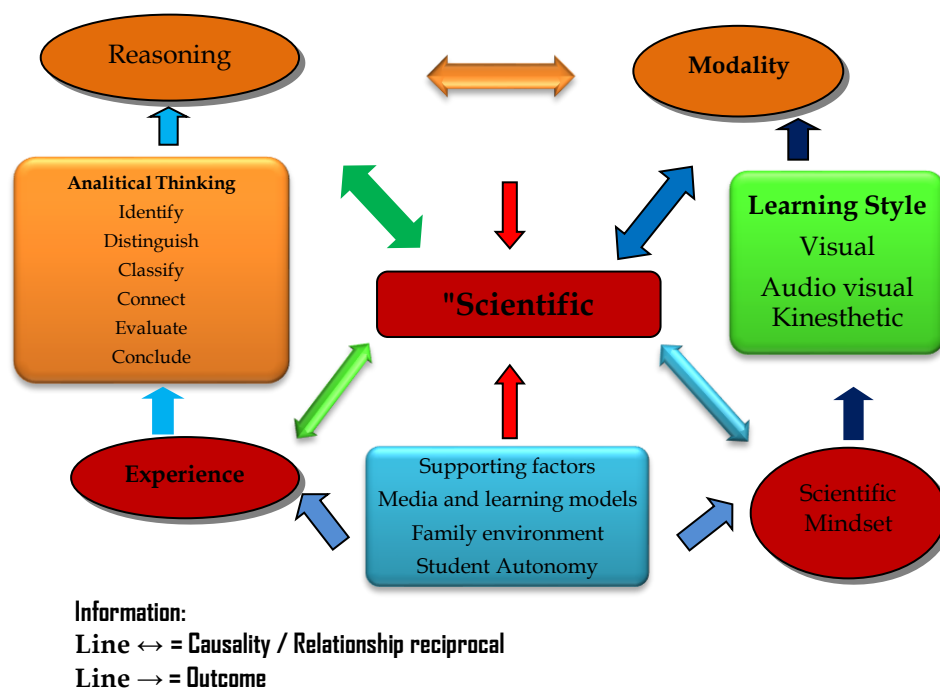 Reasoning
Modality
Analitical Thinking
Identify
Distinguish
Classify
Connect
Evaluate
Conclude
Learning Style
Visual
Audio visual
Kinesthetic
"Scientific
Experience
Supporting factors
Media and learning models
Family environment
Student Autonomy
Scientific
Mindset
Information:
Line ↔ = Causality / Relationship reciprocal
Line → = Outcome